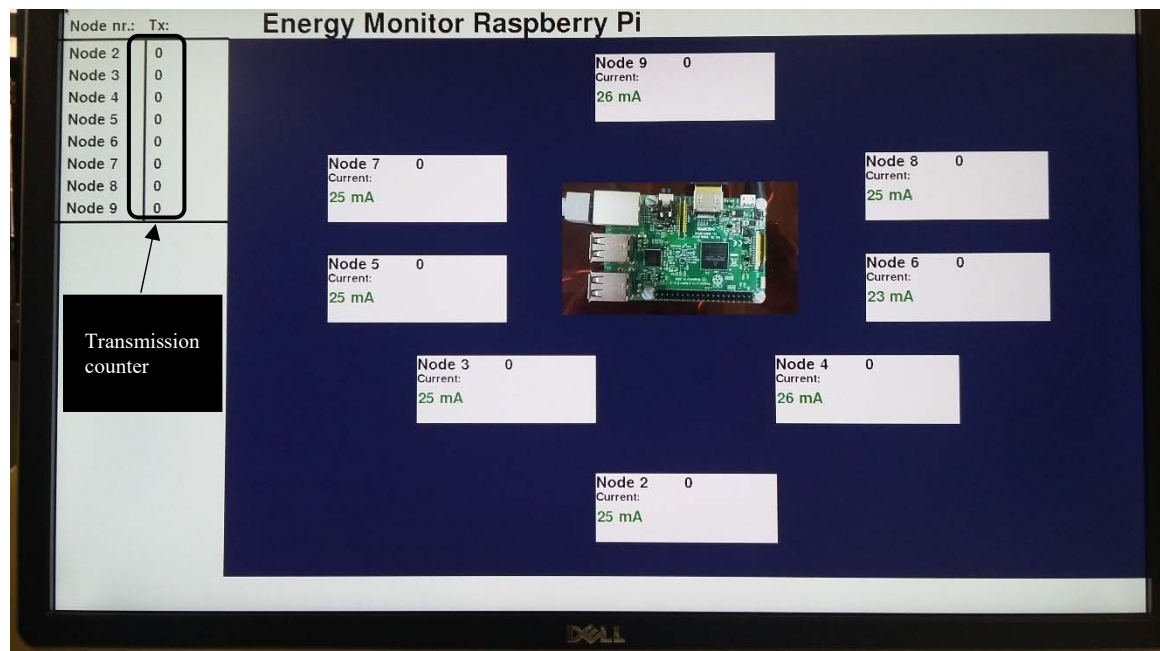 Energy Monitor Raspberry Pi
Node nr.: Tx:
Node 2 0
Node 3 0
Node 4 0
Node 5 0
Node 6 0
Node 7 0
Node 8 0
Node 9 0
Transmission
counter
Node 9 0
Current:
26 mA
Node 7 0
Current:
25 mA
Node 8 0
Current:
25 mA
Node 5 0
Current:
25 mA
Node 6 0
Current:
23 mA
Node 3 0
Current:
25 mA
Node 4 0
Current:
26 mA
Node 2 0
Current:
25 mA
DELL